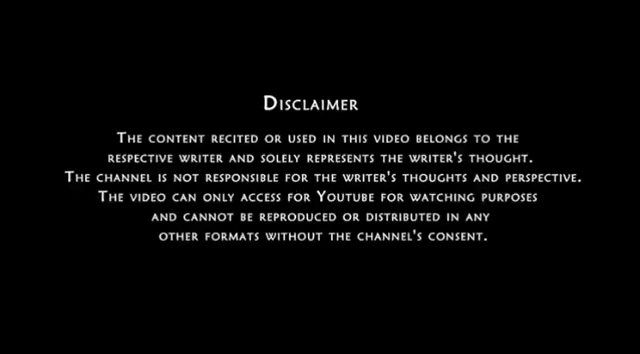 Disclaimer
The content recited or used in this video belongs to the
respective writer and solely represents the writer's thought.
The channel is not responsible for the writer's thoughts and perspective.
The video can only access for Youtube for watching purposes
and cannot be reproduced or distributed in any
other formats without the channel's consent.